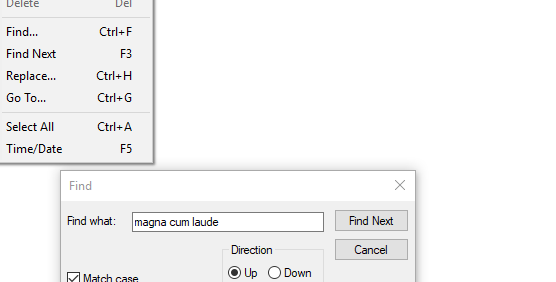 Delete Del
Find... Ctrl+F
Find Next F3
Replace... Ctrl+H
Go To... Ctrl+G
Select All Ctrl+A
Time/Date F5
Find
Find what: magna cum laude Find Next
Cancel
Direction
Up Down
Match case